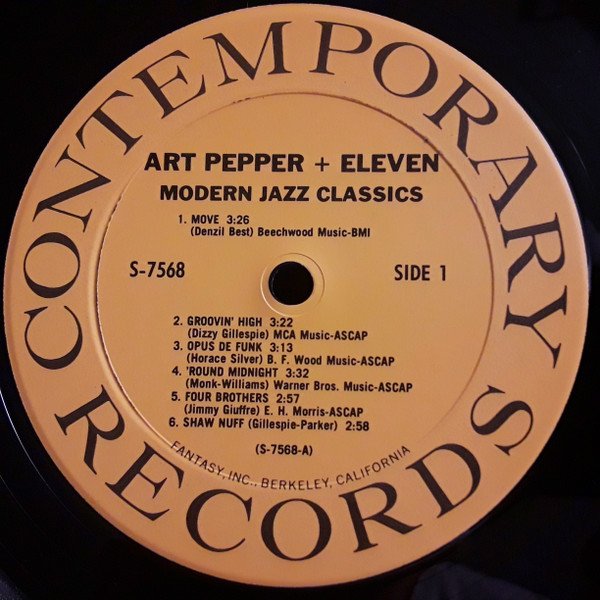 CONTEMPORARY
RECORDS
ART PEPPER + ELEVEN
MODERN JAZZ CLASSICS
1. MOVE 3:26
(Denzil Best) Beechwood Music-BMI
S-7568
SIDE 1
2. GROOVIN' HIGH 3:22
(Dizzy Gillespie) MCA Music-ASCAP
3. OPUS DE FUNK 3:13
(Horace Silver) B. F. Wood Music-ASCAP
4. 'ROUND MIDNIGHT 3:32
(Monk-Williams) Warner Bros. Music-ASCAP
5. FOUR BROTHERS 2:57
(Jimmy Giuffre) E. H. Morris-ASCAP
6. SHAW NUFF (Gillespie-Parker) 2:58
(S-7568-A)
FANTASY, INC., BERKELEY, CALIFORNIA